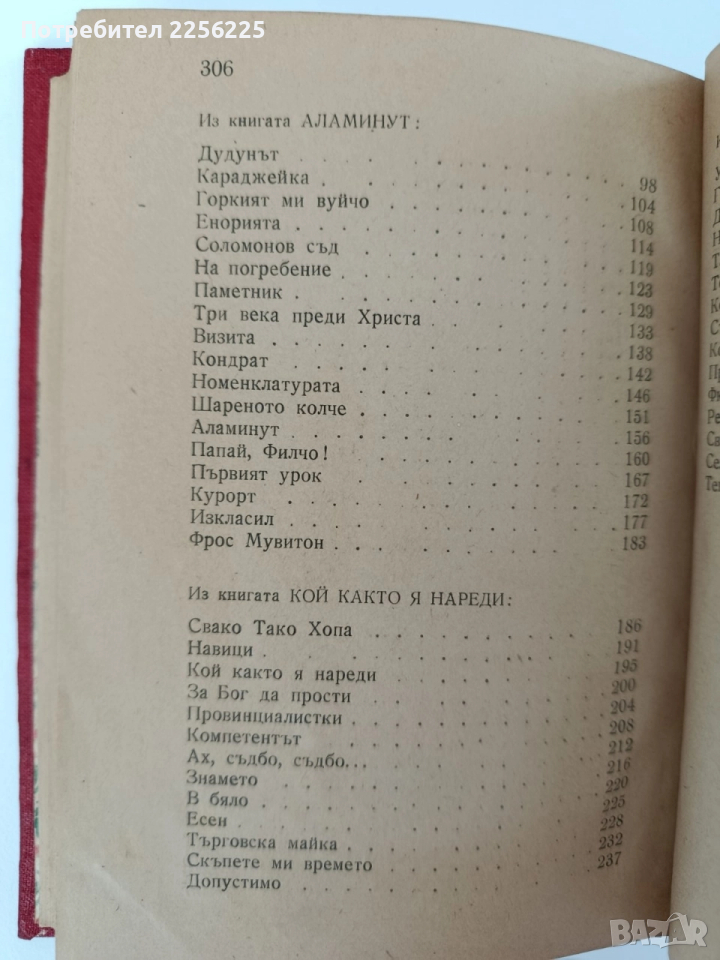 Потребител 2256225
306
Из книгата АЛАМИНУТ:
Дудунът . . . . 98
Караджейка . . . . 104
Горкият ми вуйчо . . . . 108
Енорията . . . . 114
Соломонов съд . . . . 119
На погребение . . . . 123
Паметник . . . . 129
Три века преди Христа . . . . 133
Визита . . . . 138
Кондрат . . . . 142
Номенклатурата . . . . 146
Шареното колче . . . . 151
Аламинут . . . . 156
Папай, Филчо! . . . . 160
Първият урок . . . . 167
Курорт . . . . 172
Изкласил . . . . 177
Фрос Мувитон . . . . 183
Из книгата КОЙ КАКТО Я НАРЕДИ:
Свако Тако Хопа . . . . 186
Навици . . . . 191
Кой както я нареди . . . . 195
За Бог да прости . . . . 200
Провинциалистки . . . . 204
Компетентът . . . . 208
Ах, съдбо, съдбо... . . . . 212
Знамето . . . . 216
В бяло . . . . 220
Есен . . . . 225
Търговска майка . . . . 228
Скъпете ми времето . . . . 232
Допустимо . . . . 237
BAZAR